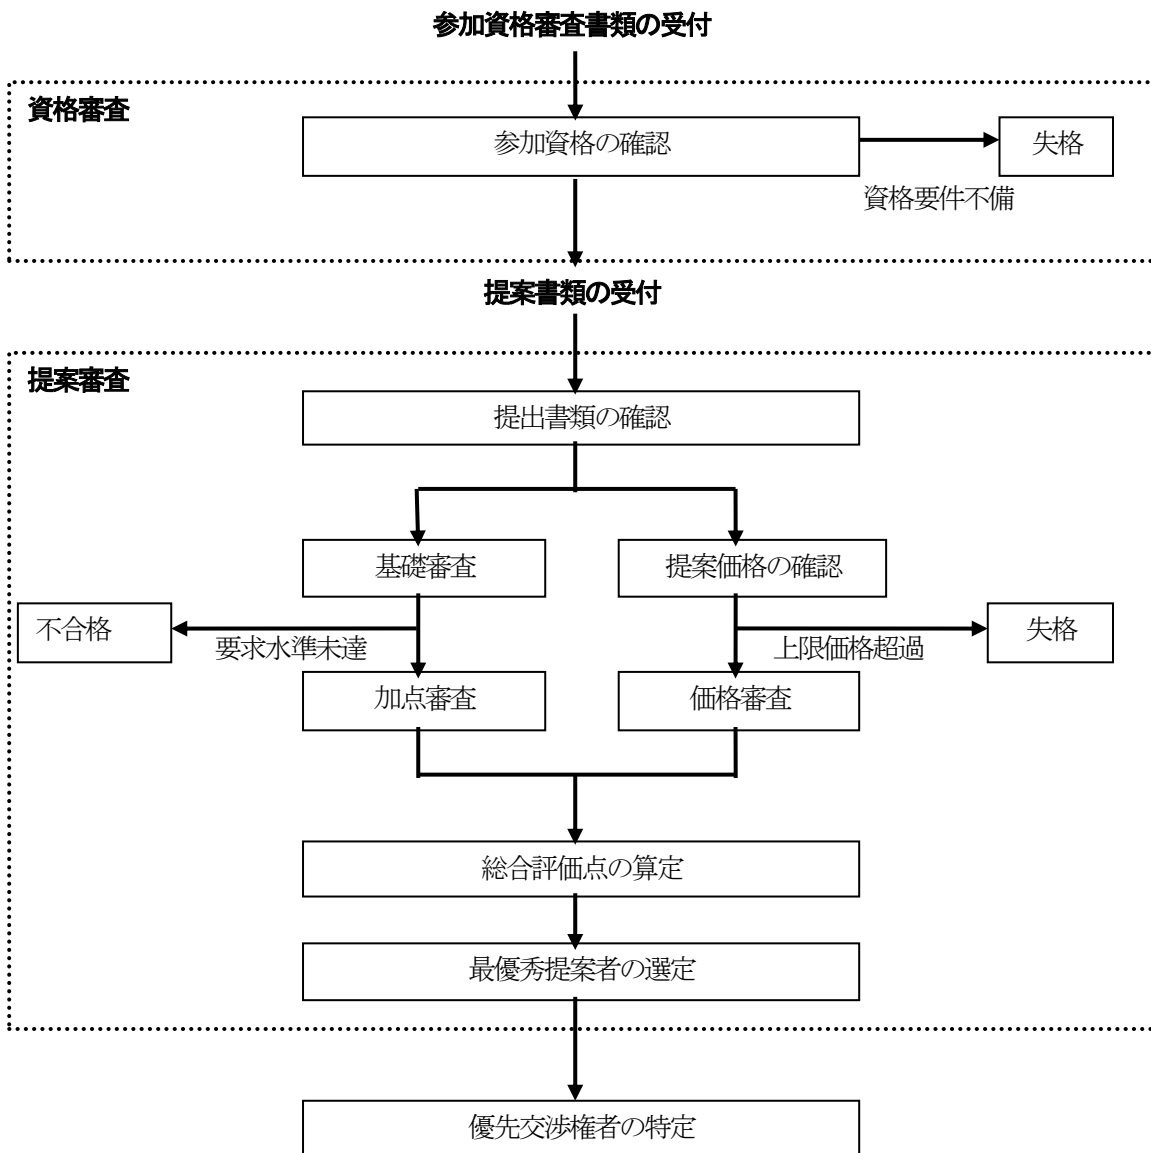 参加資格審査書類の受付
資格審査
参加資格の確認
失格
資格要件不備
提案書類の受付
提案審査
提出書類の確認
基礎審査
提案価格の確認
不合格
要求水準未達
上限価格超過
失格
加点審査
価格審査
総合評価点の算定
最優秀提案者の選定
優先交渉権者の特定